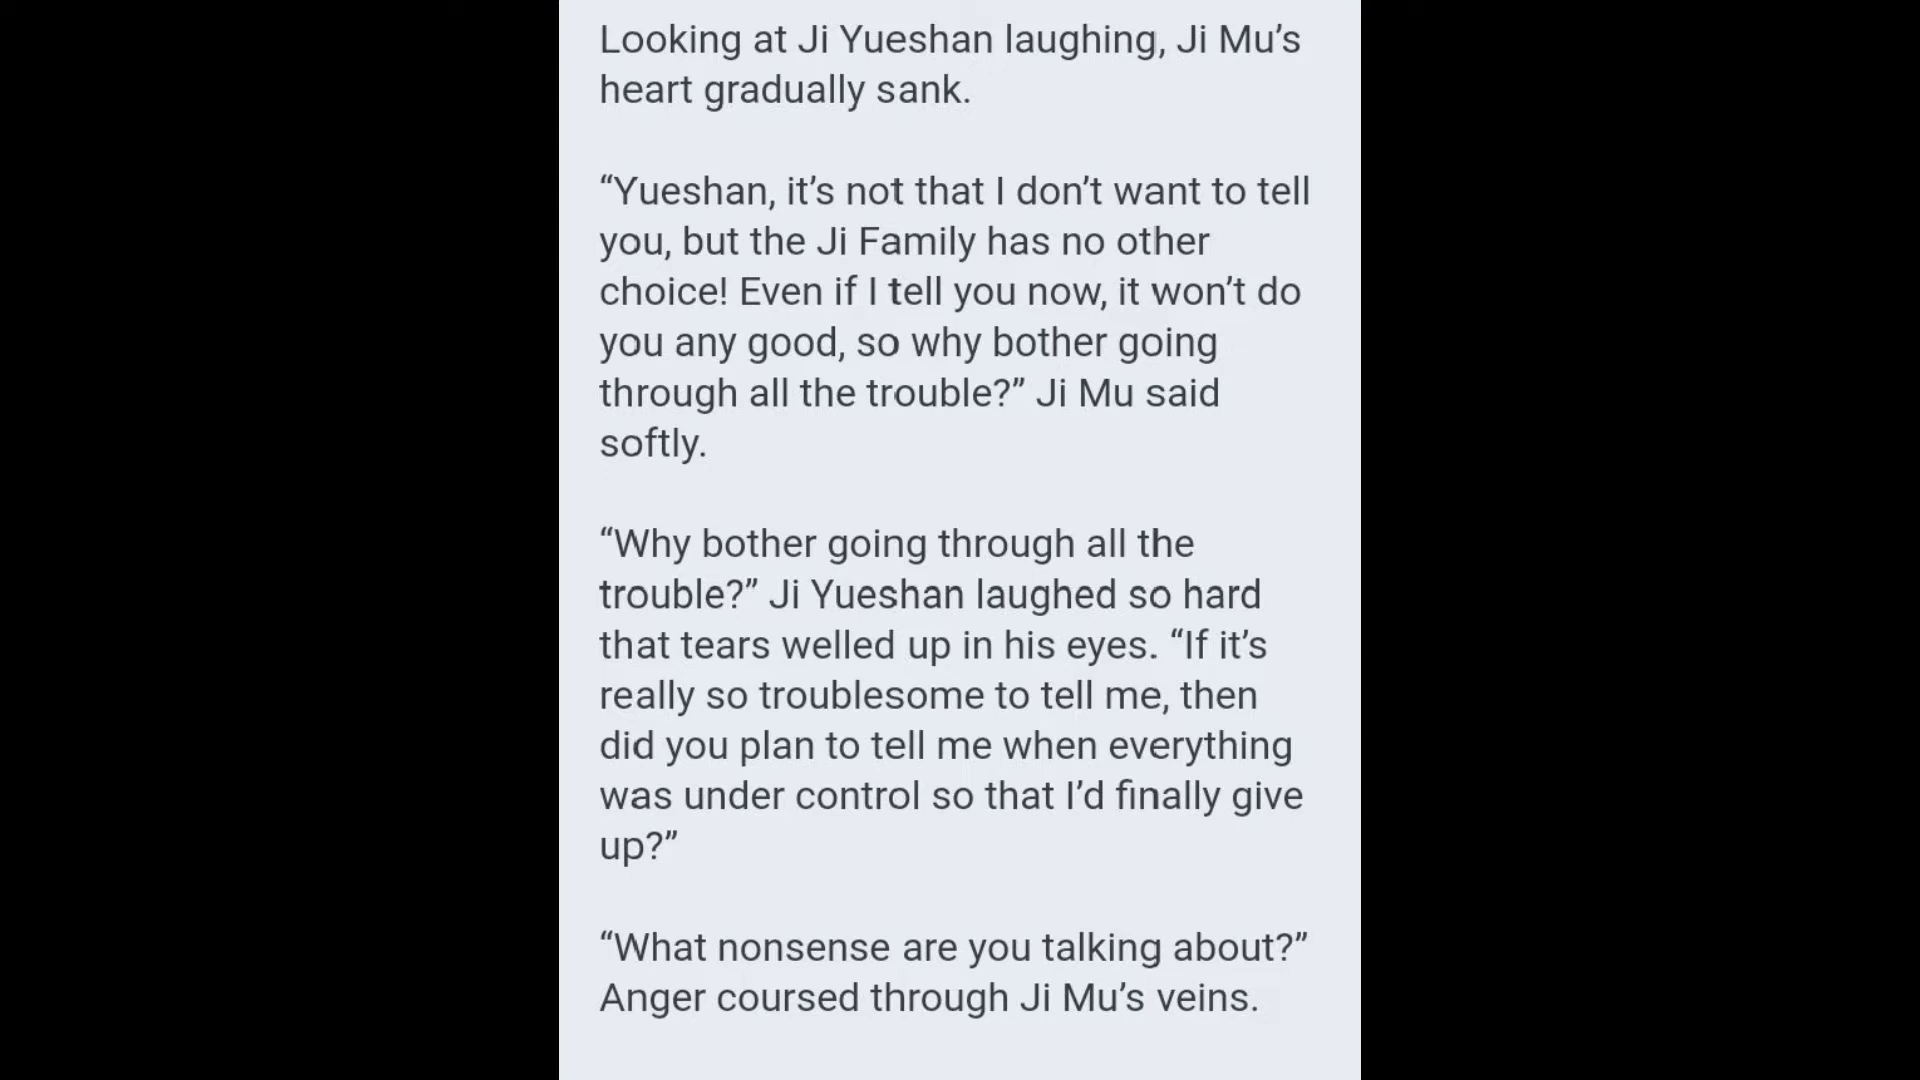 Looking at Ji Yueshan laughing, Ji Mu’s
heart gradually sank.
“Yueshan, it’s not that I don’t want to tell
you, but the Ji Family has no other
choice! Even if I tell you now, it won’t do
you any good, so why bother going
through all the trouble?” Ji Mu said
softly.
“Why bother going through all the
trouble?” Ji Yueshan laughed so hard
that tears welled up in his eyes. “If it’s
really so troublesome to tell me, then
did you plan to tell me when everything
was under control so that I’d finally give
up?”
“What nonsense are you talking about?”
Anger coursed through Ji Mu’s veins.